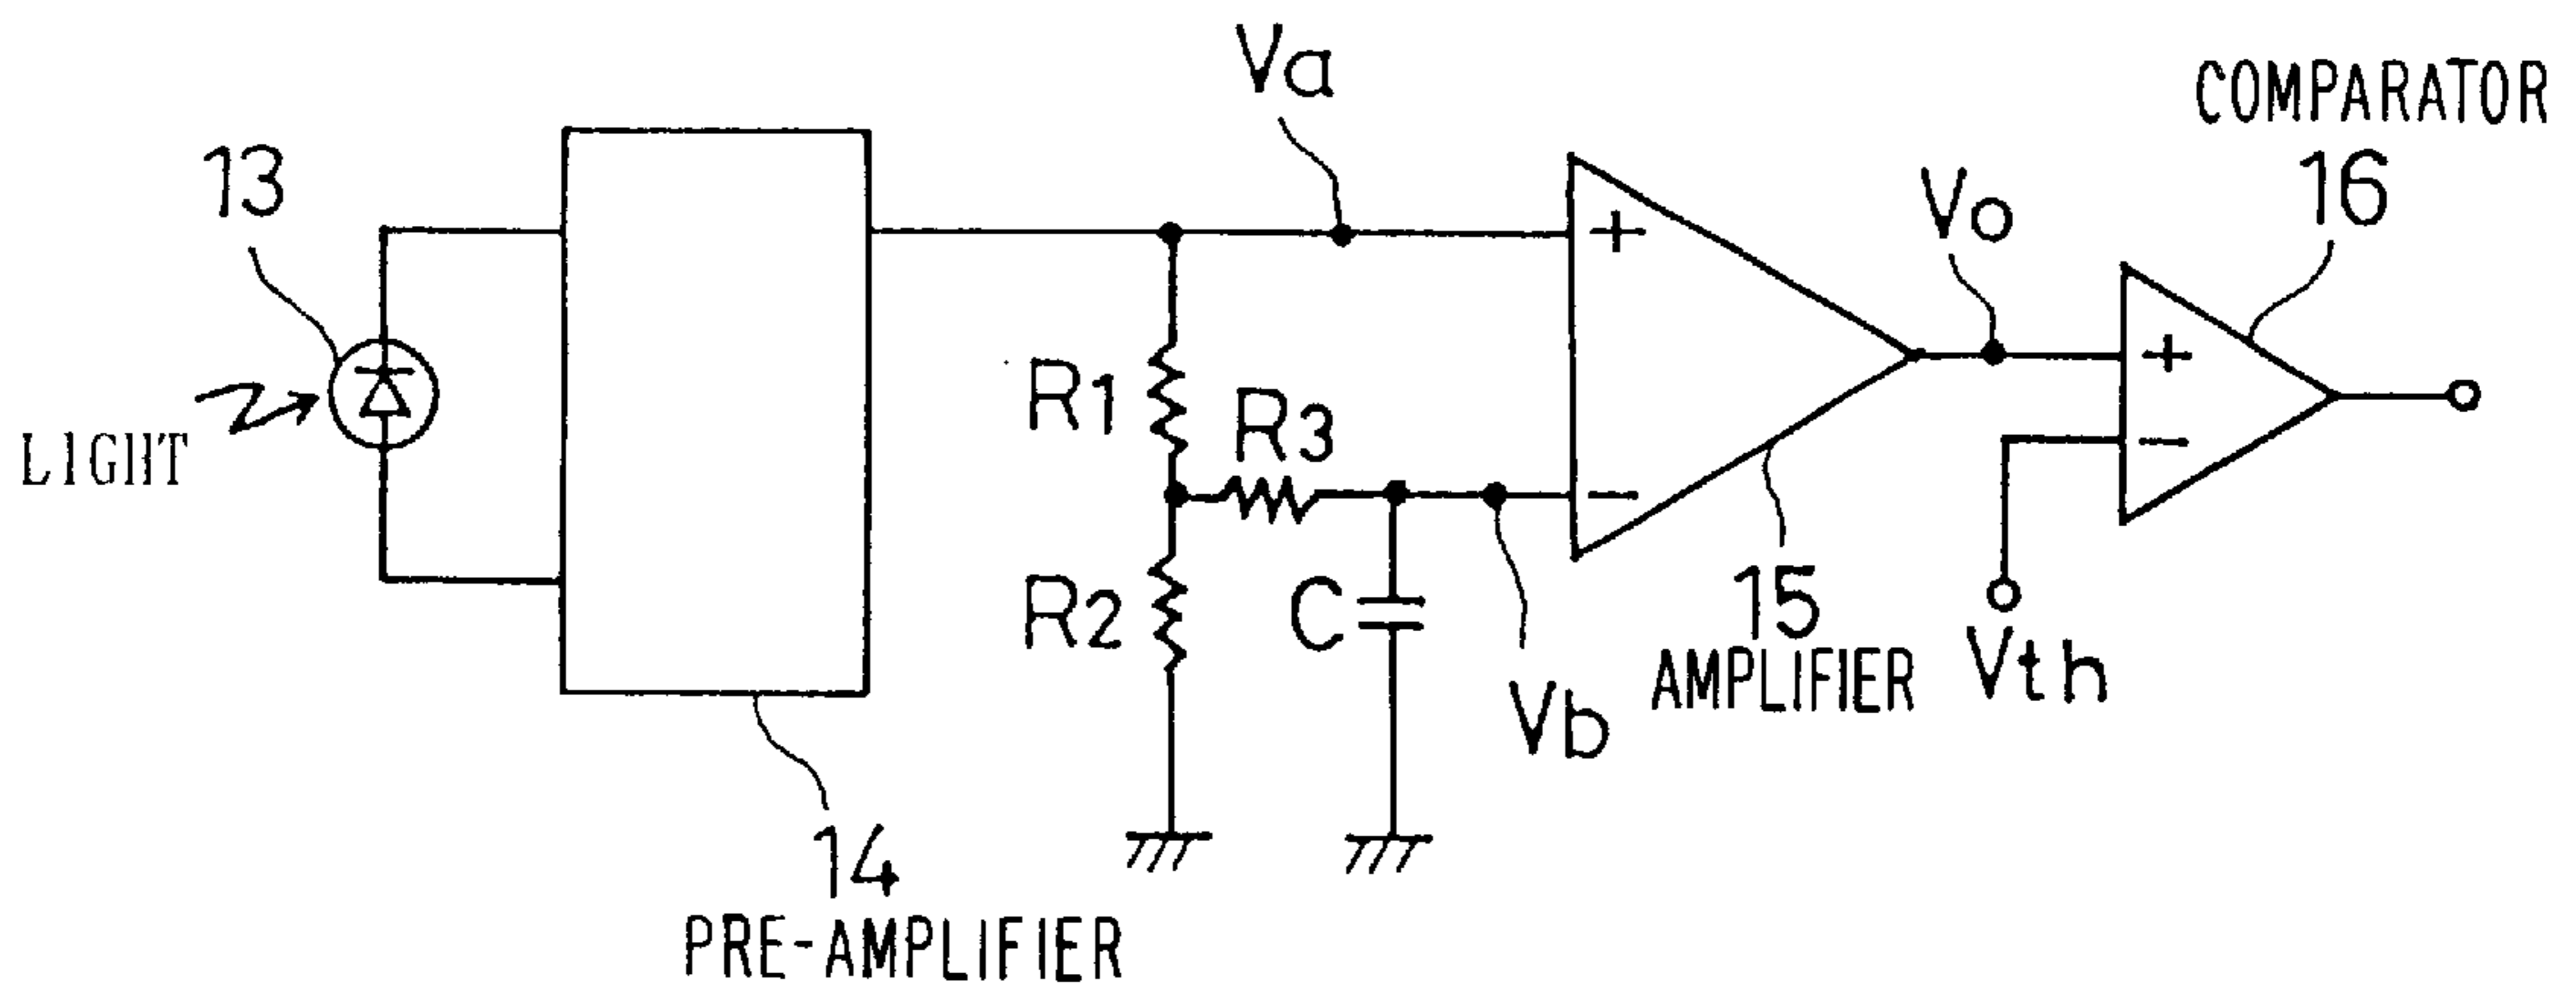 Va
COMPARATOR
16
13
Vo
+
+
R1
R3
−
LIGHT
−
R2
C
15
AMPLIFIER
Vth
Vb
14
PRE-AMPLIFIER